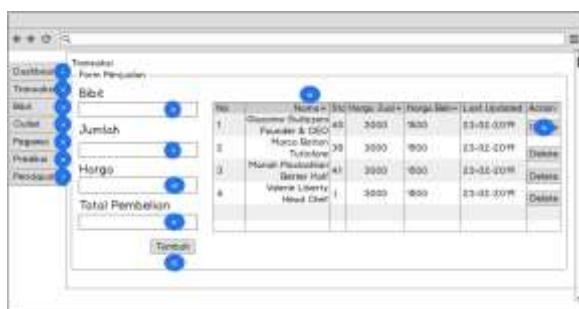 Transaksi
Form Penjualan
Dashboard
Transaksi
Bibit
Outlet
Pegawai
Prediksi
Pendapatan
Bibit
Jumlah
Harga
Total Pembelian
Tambah
No Nama Stc Harga Jual Harga Beli Last Updated Action
1 Giacomo Guilizzoni Founder & CEO 40 3000 1500 23-02-2019
2 Marco Botton Tuttofare 38 3000 1500 23-02-2019 Delete
3 Mariah Maclachlan Better Half 41 3000 1500 23-02-2019 Delete
4 Valerie Liberty Head Chef 3000 1500 23-02-2019 Delete